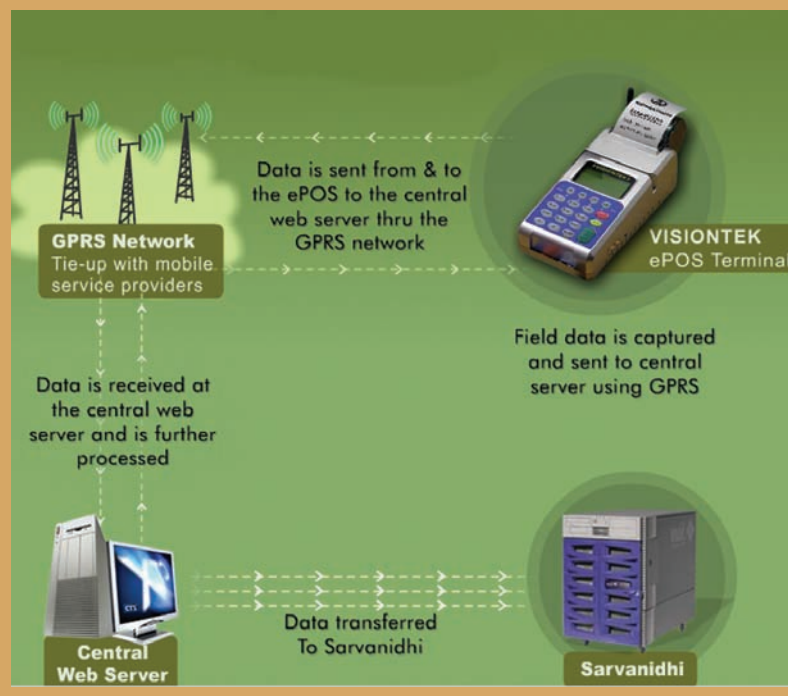 Data is sent from & to
the ePOS to the central
web server thru the
GPRS network
GPRS Network
Tie-up with mobile
service providers
VISIONTEK
ePOS Terminal
Field data is captured
and sent to central
server using GPRS
Data is received at
the central web
server and is further
processed
Data transferred
To Sarvanidhi
Central
Web Server
Sarvanidhi